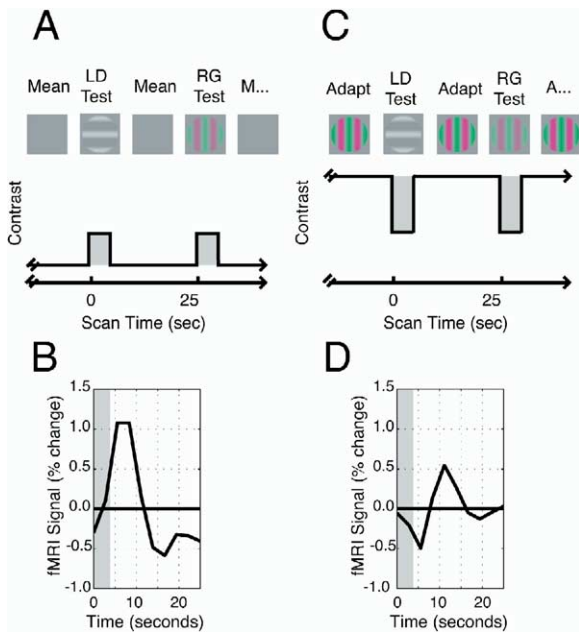 A
Mean LD Test Mean RG Test M...
Contrast
0 25
Scan Time (sec)
B
fMRI Signal (% change)
1.5
1.0
0.5
0.0
-0.5
-1.0
0 10 20
Time (seconds)
C
Adapt LD Test Adapt RG Test A...
Contrast
0 25
Scan Time (sec)
D
fMRI Signal (% change)
1.5
1.0
0.5
0.0
-0.5
-1.0
0 10 20
Time (seconds)